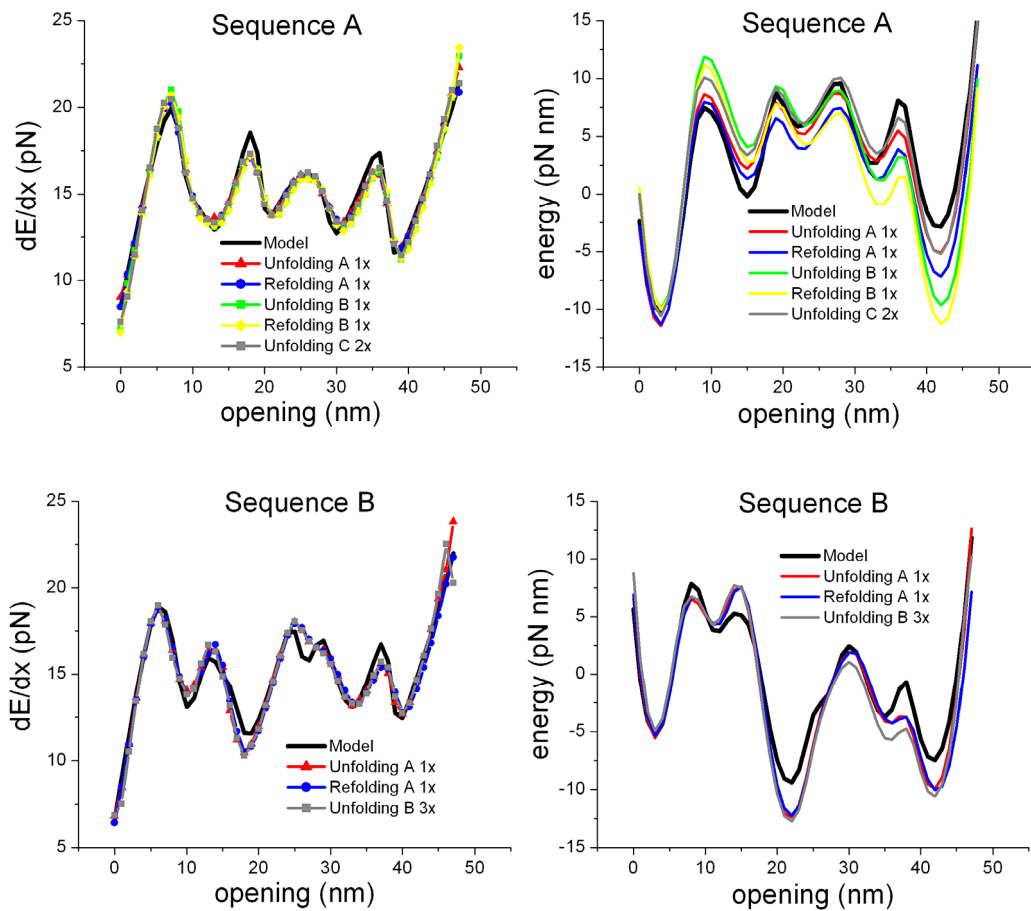 Sequence A
dE/dx (pN)
25
20
15
10
5
Model
Unfolding A 1x
Refolding A 1x
Unfolding B 1x
Refolding B 1x
Unfolding C 2x
0 10 20 30 40 50
opening (nm)
Sequence A
energy (pN nm)
15
10
5
0
-5
-10
-15
Model
Unfolding A 1x
Refolding A 1x
Unfolding B 1x
Refolding B 1x
Unfolding C 2x
0 10 20 30 40 50
opening (nm)
Sequence B
dE/dx (pN)
25
20
15
10
5
Model
Unfolding A 1x
Refolding A 1x
Unfolding B 3x
0 10 20 30 40 50
opening (nm)
Sequence B
energy (pN nm)
15
10
5
0
-5
-10
-15
Model
Unfolding A 1x
Refolding A 1x
Unfolding B 3x
0 10 20 30 40 50
opening (nm)